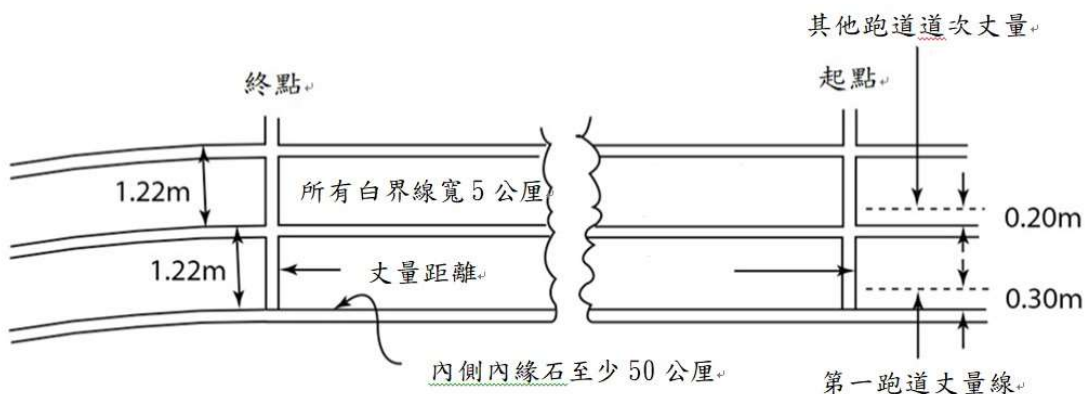 其他跑道道次丈量
終點
起點
1.22m
所有白界線寬 5 公厘
0.20m
1.22m
丈量距離
0.30m
內側內緣石至少 50 公厘
第一跑道丈量線